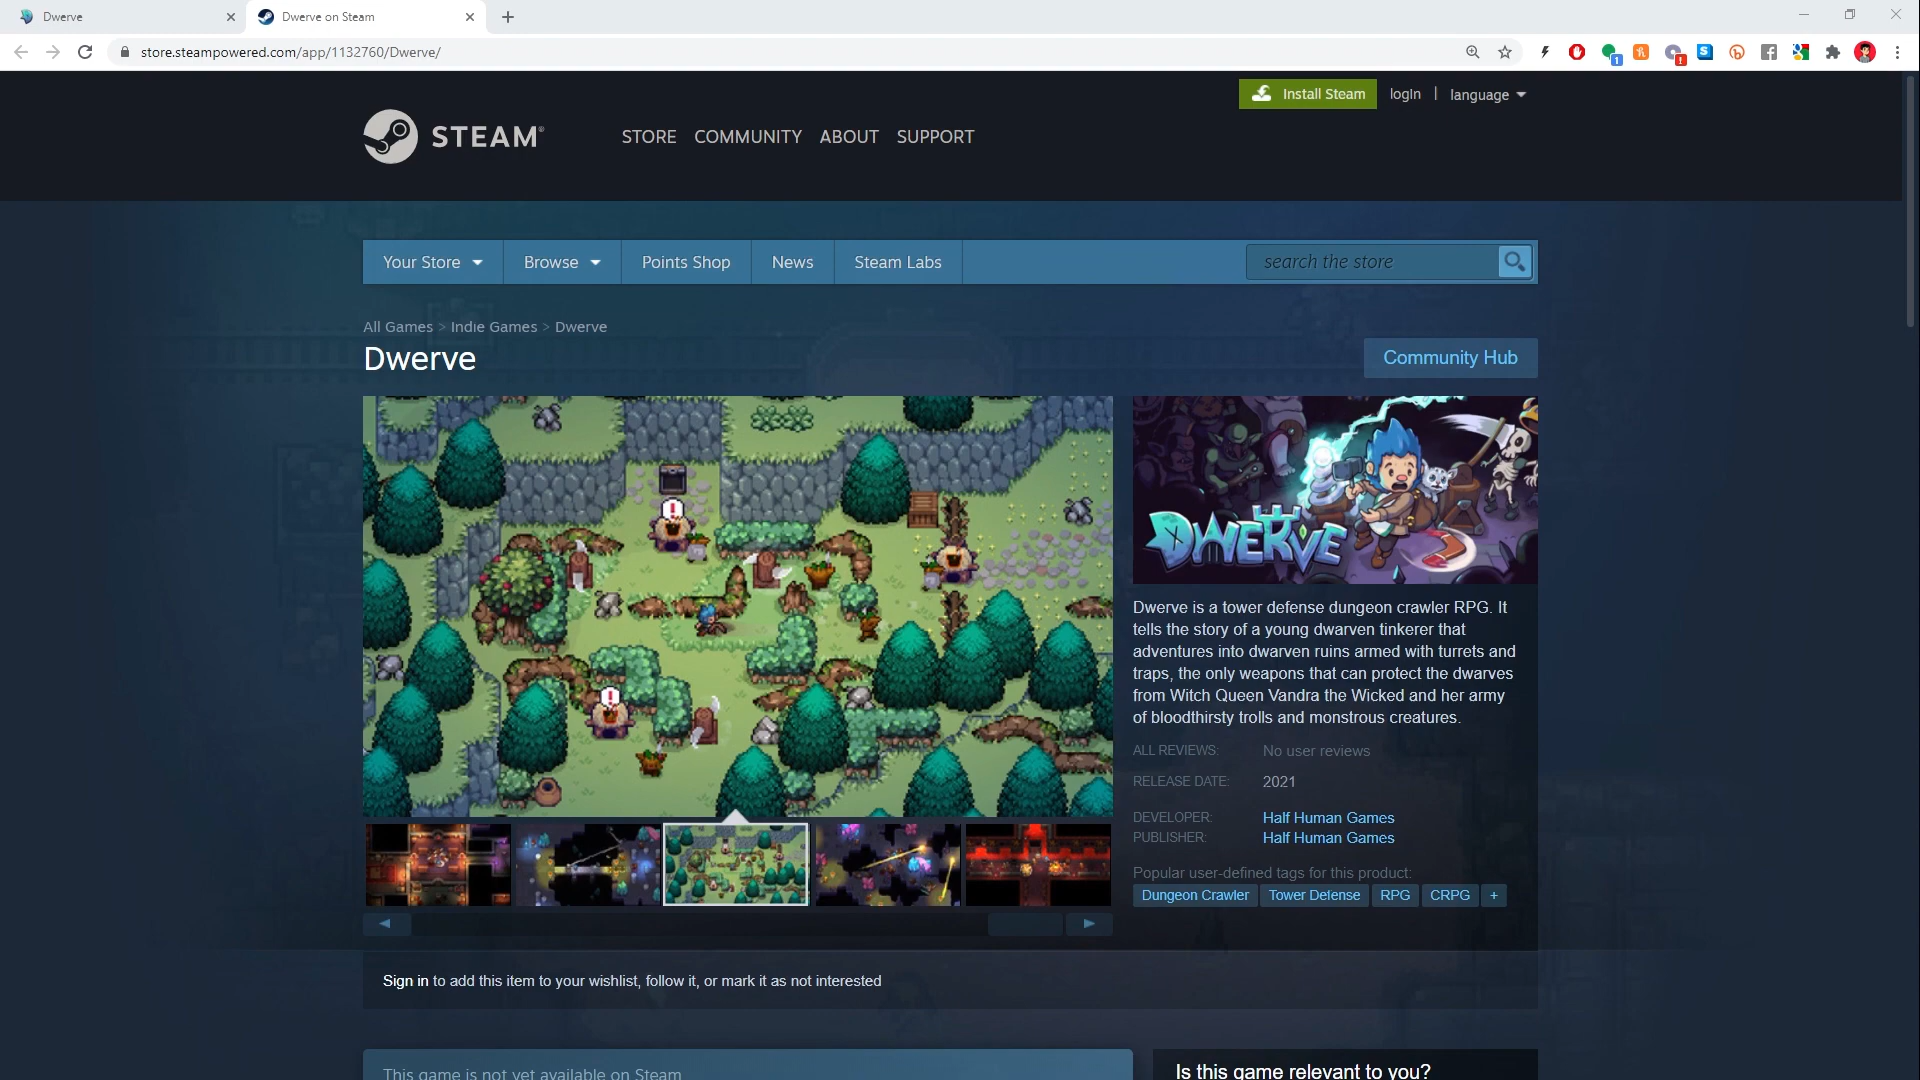 Dwerve
Dwerve on Steam
store.steampowered.com/app/1132760/Dwerve/
Install Steam
login | language
STEAM®
STORE COMMUNITY ABOUT SUPPORT
Your Store Browse Points Shop News Steam Labs
search the store
All Games > Indie Games > Dwerve
Dwerve
Community Hub
DWERVE
Dwerve is a tower defense dungeon crawler RPG. It
tells the story of a young dwarven tinkerer that
adventures into dwarven ruins armed with turrets and
traps, the only weapons that can protect the dwarves
from Witch Queen Vandra the Wicked and her army
of bloodthirsty trolls and monstrous creatures.
ALL REVIEWS: No user reviews
RELEASE DATE: 2021
DEVELOPER: Half Human Games
PUBLISHER: Half Human Games
Popular user-defined tags for this product:
Dungeon Crawler Tower Defense RPG CRPG +
Sign in to add this item to your wishlist, follow it, or mark it as not interested
This game is not yet available on Steam
Is this game relevant to you?